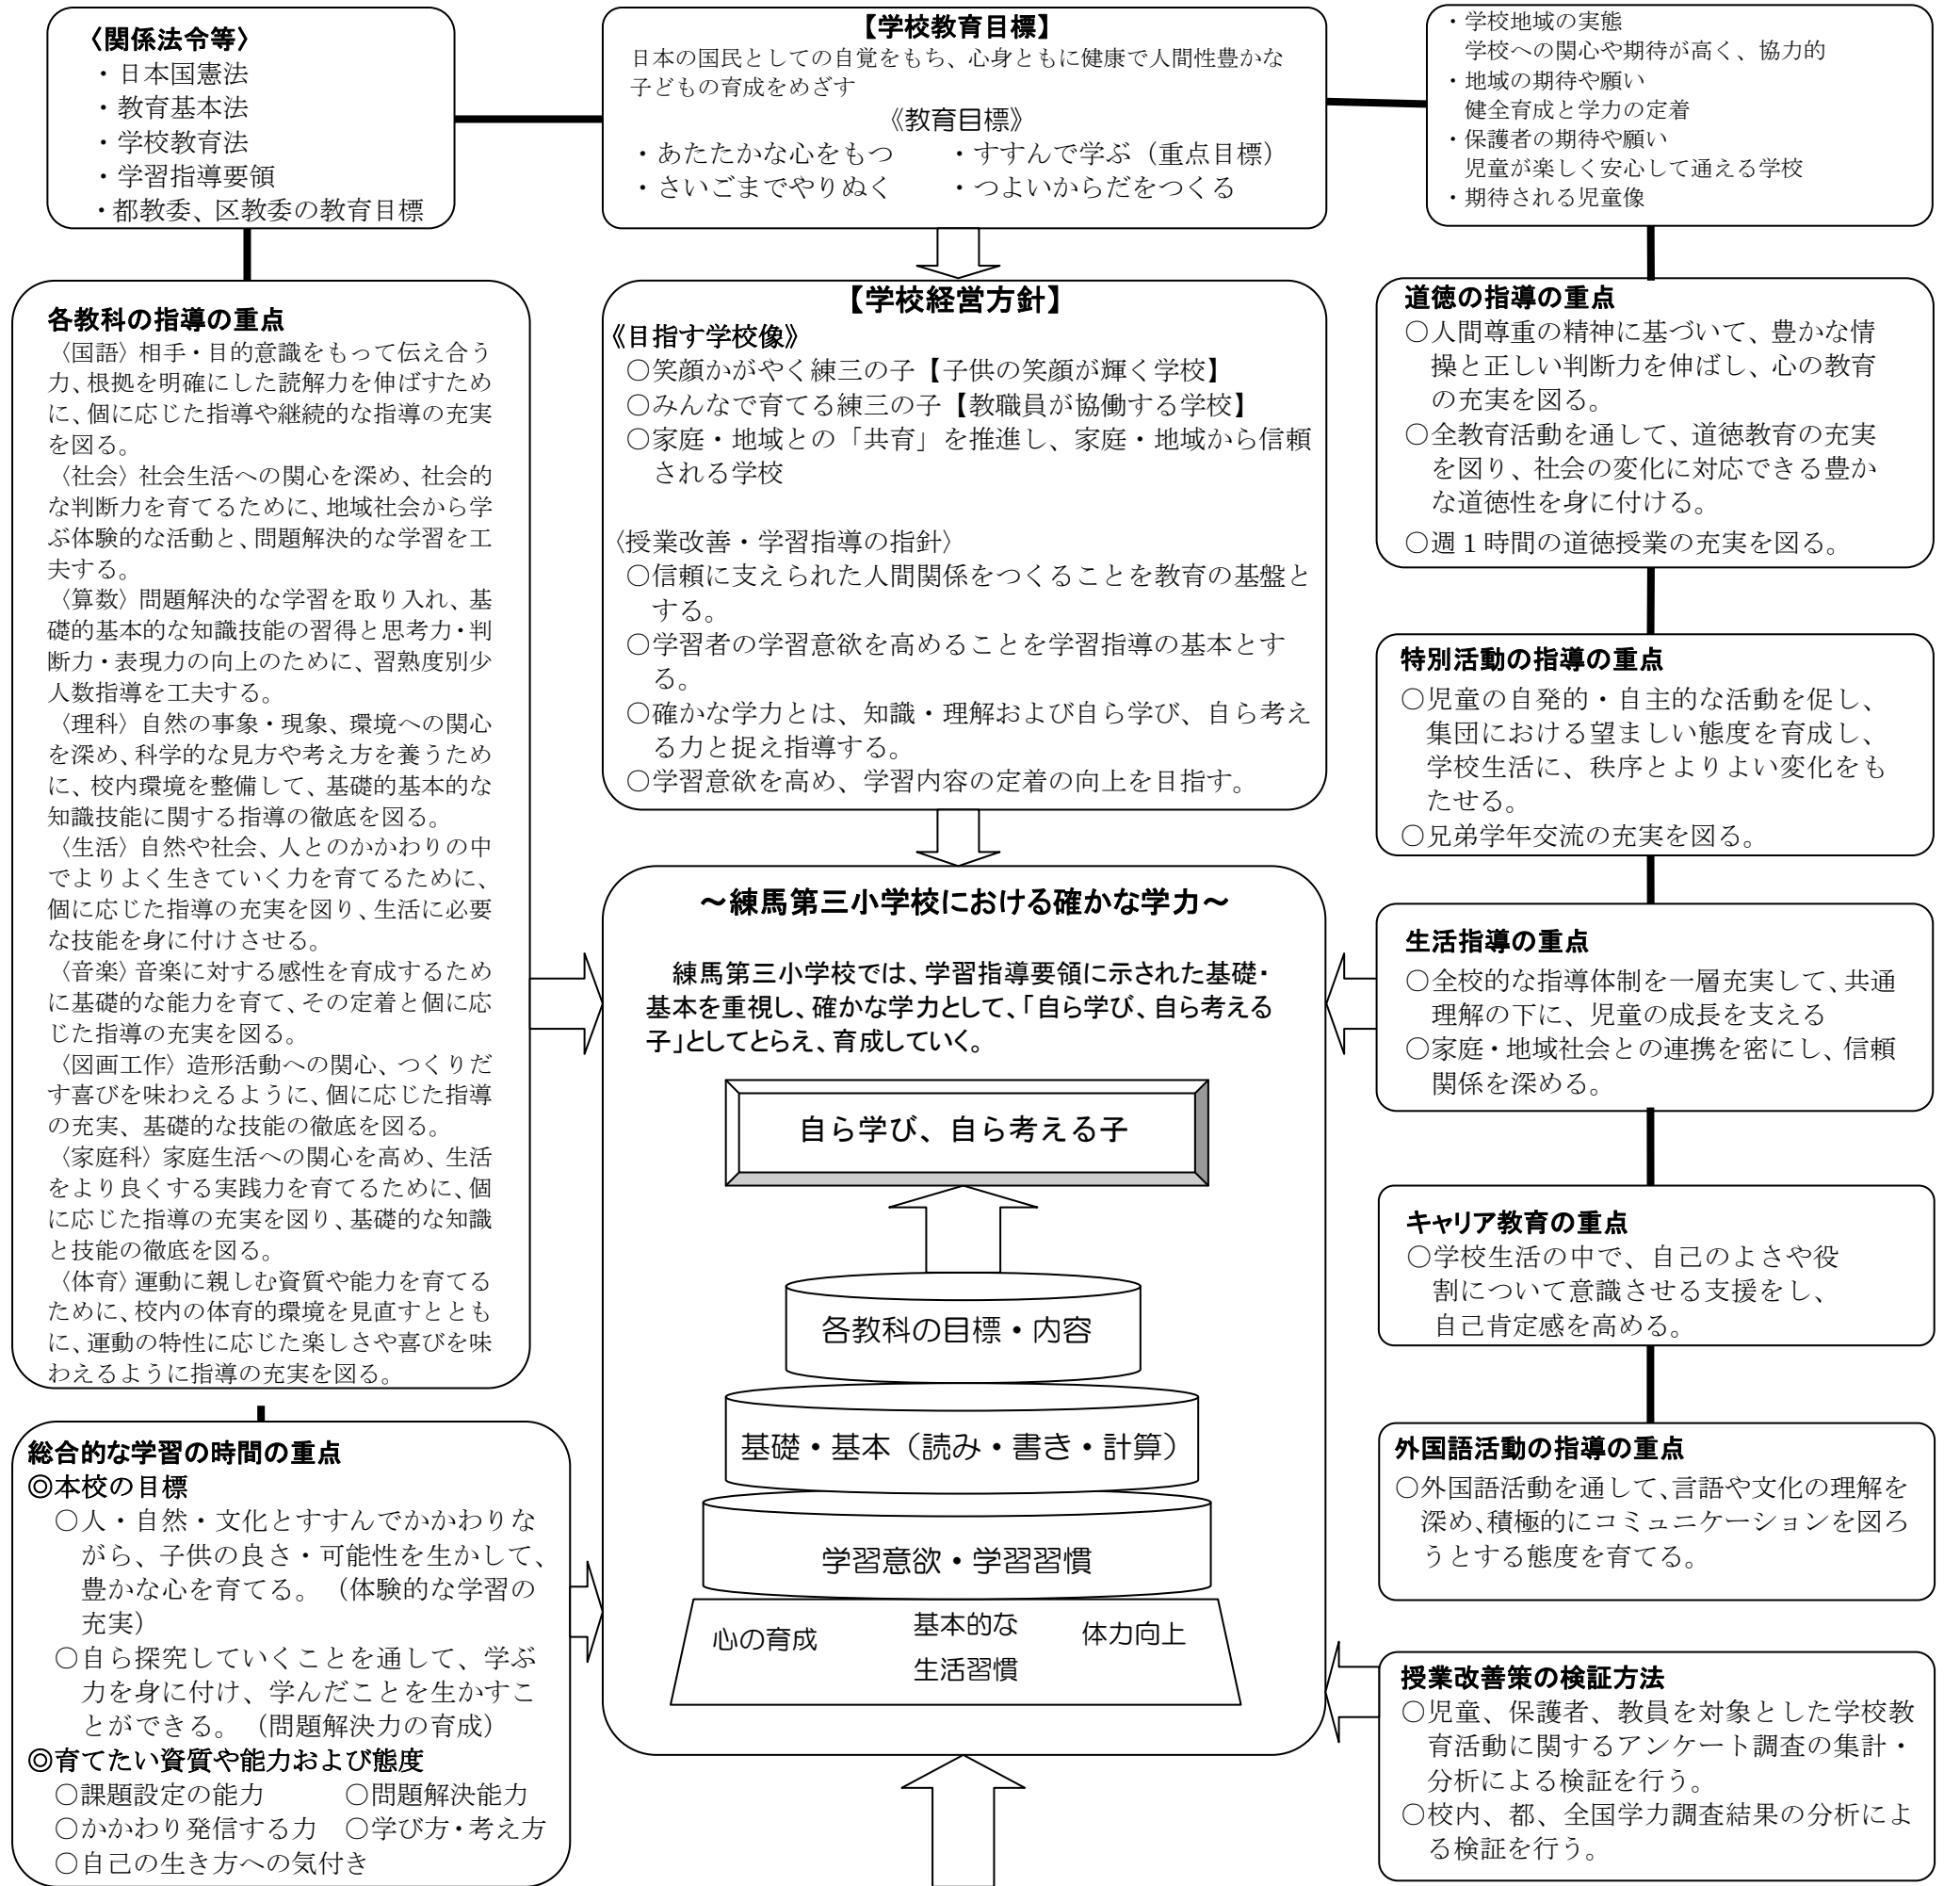 〈関係法令等〉
・日本国憲法
・教育基本法
・学校教育法
・学習指導要領
・都教委、区教委の教育目標
【学校教育目標】
日本の国民としての自覚をもち、心身ともに健康で人間性豊かな
子どもの育成をめざす
《教育目標》
・あたたかな心をもつ　・すすんで学ぶ（重点目標）
・さいごまでやりぬく　・つよいからだをつくる
・学校地域の実態
学校への関心や期待が高く、協力的
・地域の期待や願い
健全育成と学力の定着
・保護者の期待や願い
児童が楽しく安心して通える学校
・期待される児童像
各教科の指導の重点
〈国語〉相手・目的意識をもって伝え合う
力、根拠を明確にした読解力を伸ばすため
に、個に応じた指導や継続的な指導の充実
を図る。
〈社会〉社会生活への関心を深め、社会的
な判断力を育てるために、地域社会から学
ぶ体験的な活動と、問題解決的な学習を工
夫する。
〈算数〉問題解決的な学習を取り入れ、基
礎的基本的な知識技能の習得と思考力・判
断力・表現力の向上のために、習熟度別少
人数指導を工夫する。
〈理科〉自然の事象・現象、環境への関心
を深め、科学的な見方や考え方を養うため
に、校内環境を整備して、基礎的基本的な
知識技能に関する指導の徹底を図る。
〈生活〉自然や社会、人とのかかわりの中
でよりよく生きていく力を育てるために、
個に応じた指導の充実を図り、生活に必要
な技能を身に付けさせる。
〈音楽〉音楽に対する感性を育成するため
に基礎的な能力を育て、その定着と個に応
じた指導の充実を図る。
〈図画工作〉造形活動への関心、つくりだ
す喜びを味わえるように、個に応じた指導
の充実、基礎的な技能の徹底を図る。
〈家庭科〉家庭生活への関心を高め、生活
をより良くする実践力を育てるために、個
に応じた指導の充実を図り、基礎的な知識
と技能の徹底を図る。
〈体育〉運動に親しむ資質や能力を育てる
ために、校内の体育的環境を見直すととも
に、運動の特性に応じた楽しさや喜びを味
わえるように指導の充実を図る。
総合的な学習の時間の重点
◎本校の目標
○人・自然・文化とすすんでかかわりな
がら、子供の良さ・可能性を生かして、
豊かな心を育てる。（体験的な学習の
充実）
○自ら探究していくことを通して、学ぶ
力を身に付け、学んだことを生かすこ
とができる。（問題解決力の育成）
◎育てたい資質や能力および態度
○課題設定の能力　○問題解決能力
○かかわり発信する力　○学び方・考え方
○自己の生き方への気付き
【学校経営方針】
《目指す学校像》
○笑顔かがやく練三の子【子供の笑顔が輝く学校】
○みんなで育てる練三の子【教職員が協働する学校】
○家庭・地域との「共育」を推進し、家庭・地域から信頼
される学校
〈授業改善・学習指導の指針〉
○信頼に支えられた人間関係をつくることを教育の基盤と
する。
○学習者の学習意欲を高めることを学習指導の基本とす
る。
○確かな学力とは、知識・理解および自ら学び、自ら考え
る力と捉え指導する。
○学習意欲を高め、学習内容の定着の向上を目指す。
～練馬第三小学校における確かな学力～
練馬第三小学校では、学習指導要領に示された基礎・
基本を重視し、確かな学力として、「自ら学び、自ら考える
子」としてとらえ、育成していく。
自ら学び、自ら考える子
各教科の目標・内容
基礎・基本（読み・書き・計算）
学習意欲・学習習慣
心の育成　基本的な　体力向上
生活習慣
道徳の指導の重点
○人間尊重の精神に基づいて、豊かな情
操と正しい判断力を伸ばし、心の教育
の充実を図る。
○全教育活動を通して、道徳教育の充実
を図り、社会の変化に対応できる豊か
な道徳性を身に付ける。
○週１時間の道徳授業の充実を図る。
特別活動の指導の重点
○児童の自発的・自主的な活動を促し、
集団における望ましい態度を育成し、
学校生活に、秩序とよりよい変化をも
たせる。
○兄弟学年交流の充実を図る。
生活指導の重点
○全校的な指導体制を一層充実して、共通
理解の下に、児童の成長を支える
○家庭・地域社会との連携を密にし、信頼
関係を深める。
キャリア教育の重点
○学校生活の中で、自己のよさや役
割について意識させる支援をし、
自己肯定感を高める。
外国語活動の指導の重点
○外国語活動を通して、言語や文化の理解を
深め、積極的にコミュニケーションを図ろ
うとする態度を育てる。
授業改善策の検証方法
○児童、保護者、教員を対象とした学校教
育活動に関するアンケート調査の集計・
分析による検証を行う。
○校内、都、全国学力調査結果の分析によ
る検証を行う。